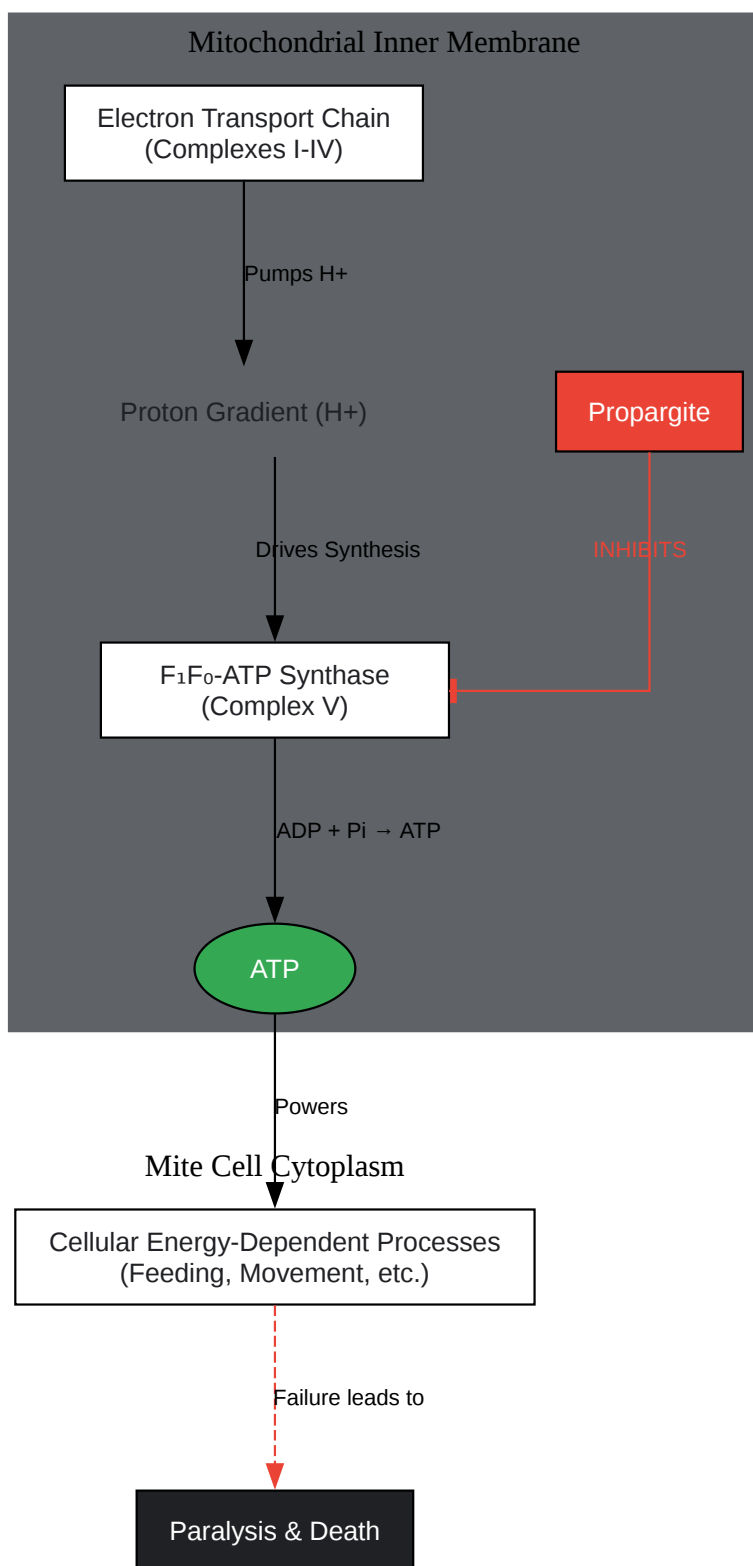 Mitochondrial Inner Membrane
Electron Transport Chain
(Complexes I-IV)
Pumps H+
Proton Gradient (H+)
Propargite
Drives Synthesis
INHIBITS
F₁F₀-ATP Synthase
(Complex V)
ADP + Pi → ATP
ATP
Powers
Mite Cell Cytoplasm
Cellular Energy-Dependent Processes
(Feeding, Movement, etc.)
Failure leads to
Paralysis & Death